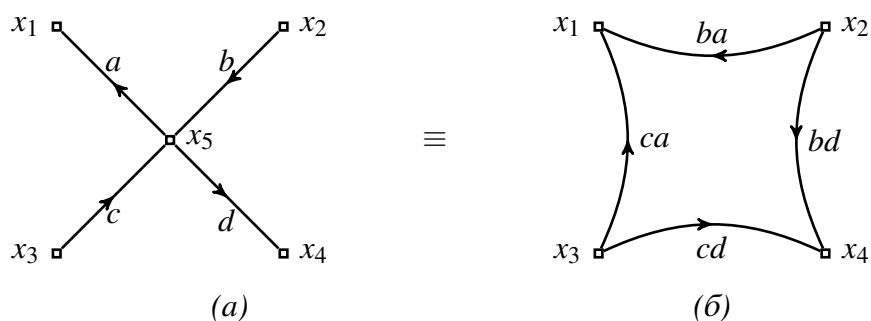 x1 x2 x1 ba x2
a b
x5 ≡ ca bd
c d
x3 x4 x3 cd x4
(а) (б)